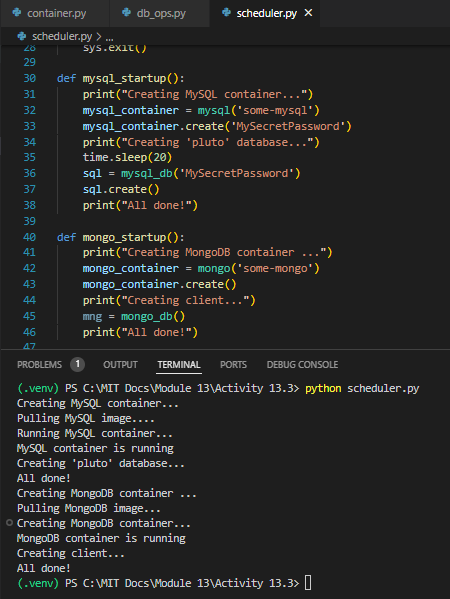 container.py db_ops.py scheduler.py ×
scheduler.py > ...
28 sys.exit()
29
30 def mysql_startup():
31 print("Creating MySQL container...")
32 mysql_container = mysql('some-mysql')
33 mysql_container.create('MySecretPassword')
34 print("Creating 'pluto' database...")
35 time.sleep(20)
36 sql = mysql_db('MySecretPassword')
37 sql.create()
38 print("All done!")
39
40 def mongo_startup():
41 print("Creating MongoDB container ...")
42 mongo_container = mongo('some-mongo')
43 mongo_container.create()
44 print("Creating client...")
45 mng = mongo_db()
46 print("All done!")
47
PROBLEMS 1 OUTPUT TERMINAL PORTS DEBUG CONSOLE
(.venv) PS C:\MIT Docs\Module 13\Activity 13.3> python scheduler.py
Creating MySQL container...
Pulling MySQL image....
Running MySQL container...
MySQL container is running
Creating 'pluto' database...
All done!
Creating MongoDB container ...
Pulling MongoDB image...
Creating MongoDB container...
MongoDB container is running
Creating client...
All done!
(.venv) PS C:\MIT Docs\Module 13\Activity 13.3>